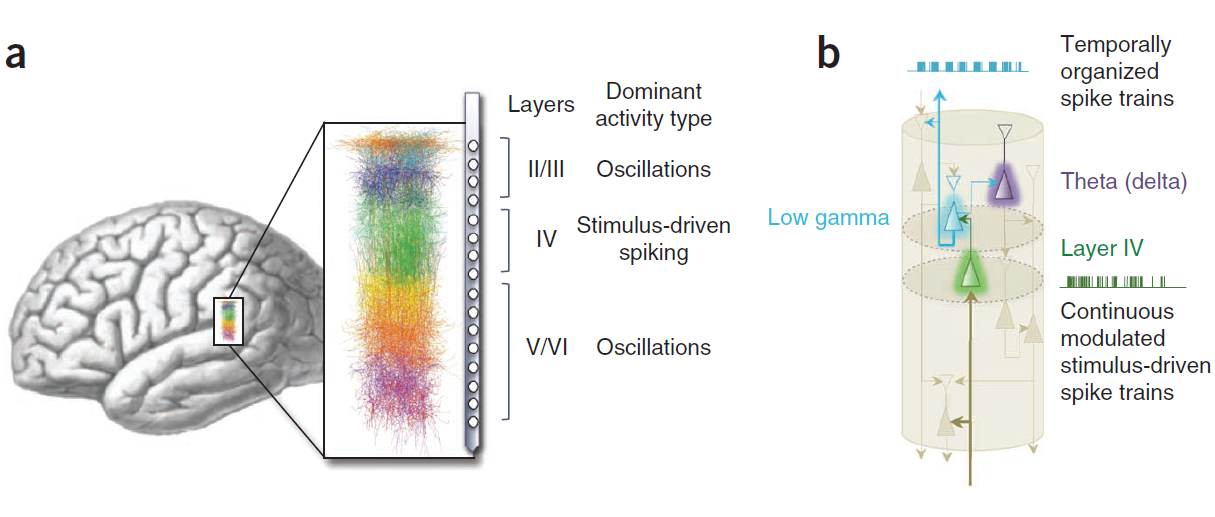 a
Layers
Dominant
activity type
II/III
Oscillations
IV
Stimulus-driven
spiking
V/VI
Oscillations
b
Temporally
organized
spike trains
Theta (delta)
Low gamma
Layer IV
Continuous
modulated
stimulus-driven
spike trains